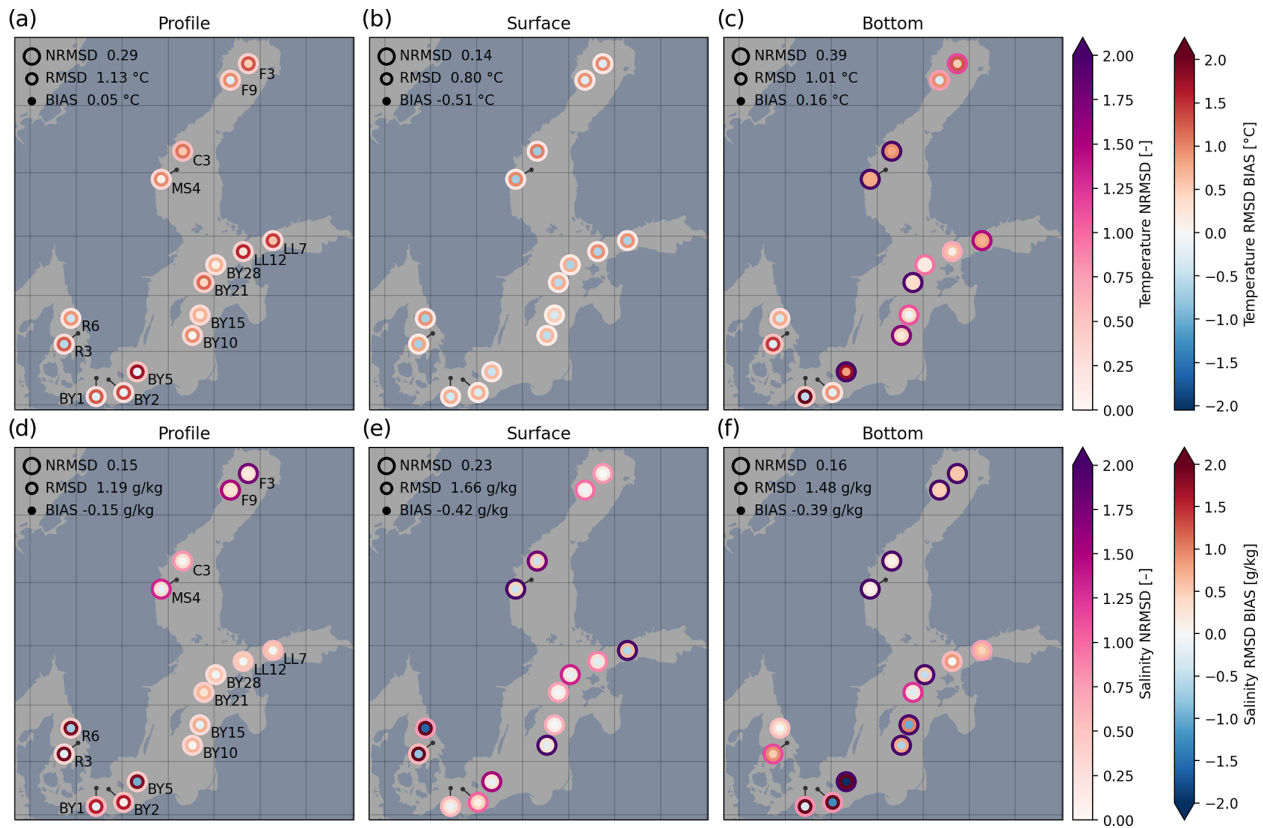 (a) Profile
NRMSD 0.29
RMSD 1.13 °C
BIAS 0.05 °C
F3
F9
C3
MS4
LL7
LL12
BY28
BY21
R6
BY15
R3
BY10
BY5
BY1
BY2
(b) Surface
NRMSD 0.14
RMSD 0.80 °C
BIAS -0.51 °C
(c) Bottom
NRMSD 0.39
RMSD 1.01 °C
BIAS 0.16 °C
2.00
1.75
1.50
1.25
1.00
0.75
0.50
0.25
0.00
Temperature NRMSD [–]
2.0
1.5
1.0
0.5
0.0
−0.5
−1.0
−1.5
−2.0
Temperature RMSD BIAS [°C]
(d) Profile
NRMSD 0.15
RMSD 1.19 g/kg
BIAS -0.15 g/kg
F3
F9
C3
MS4
LL7
LL12
BY28
BY21
R6
BY15
R3
BY10
BY5
BY1
BY2
(e) Surface
NRMSD 0.23
RMSD 1.66 g/kg
BIAS -0.42 g/kg
(f) Bottom
NRMSD 0.16
RMSD 1.48 g/kg
BIAS -0.39 g/kg
2.00
1.75
1.50
1.25
1.00
0.75
0.50
0.25
0.00
Salinity NRMSD [–]
2.0
1.5
1.0
0.5
0.0
−0.5
−1.0
−1.5
−2.0
Salinity RMSD BIAS [g/kg]